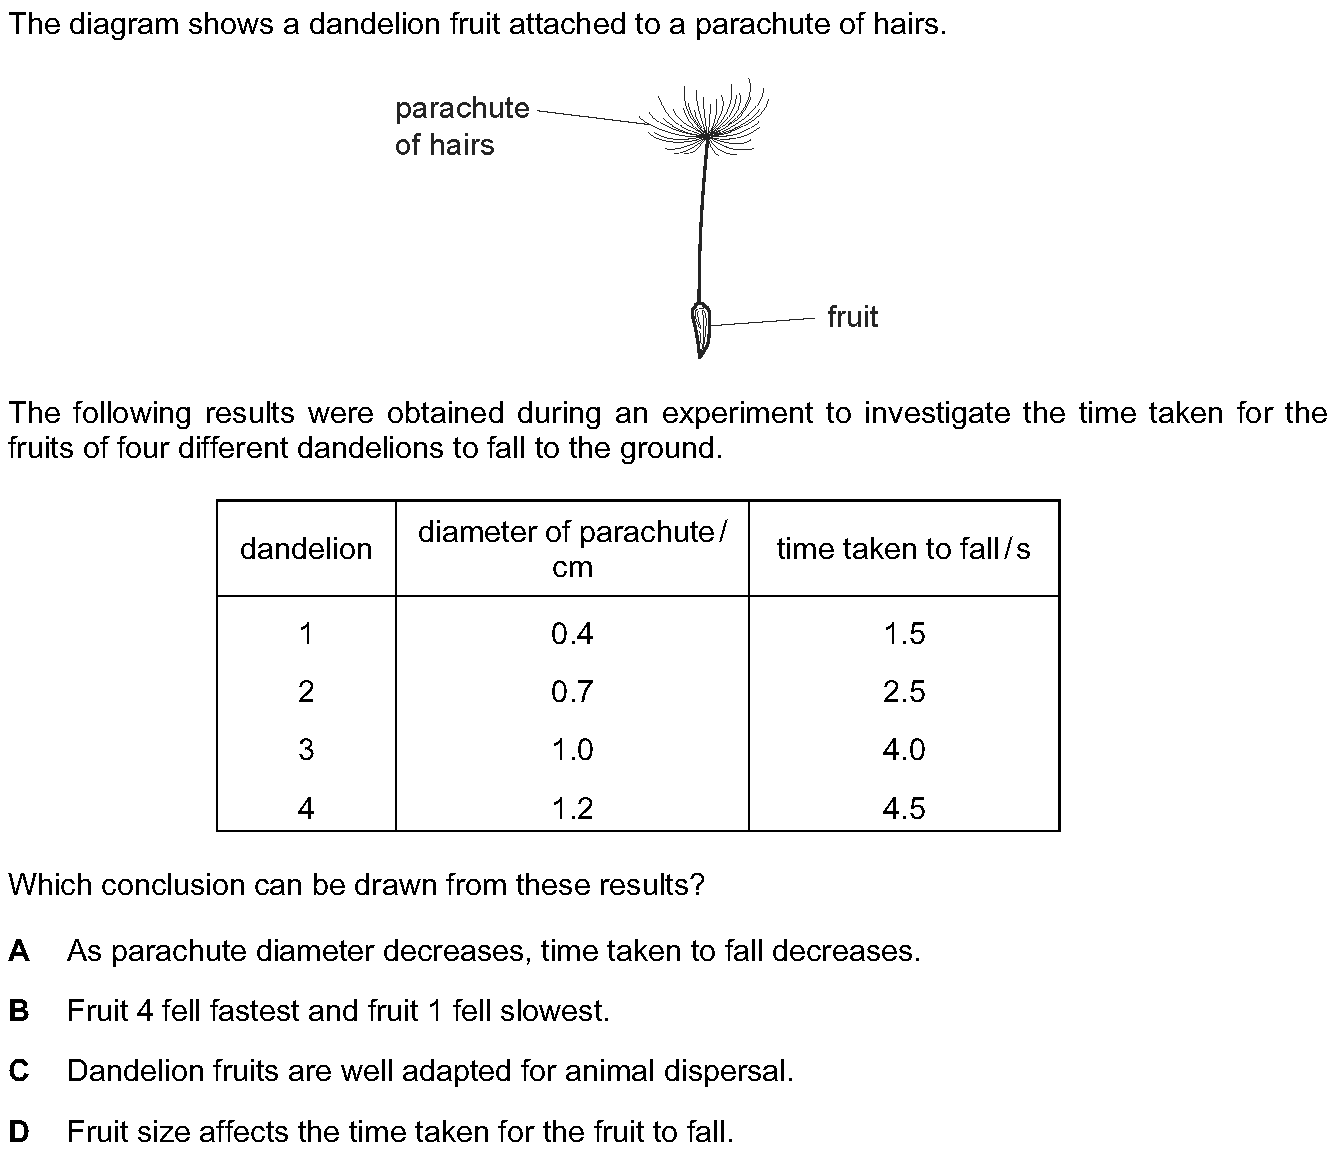 The diagram shows a dandelion fruit attached to a parachute of hairs.
parachute
of hairs
fruit
The following results were obtained during an experiment to investigate the time taken for the
fruits of four different dandelions to fall to the ground.
dandelion diameter of parachute / cm time taken to fall / s
1 0.4 1.5
2 0.7 2.5
3 1.0 4.0
4 1.2 4.5
Which conclusion can be drawn from these results?
A As parachute diameter decreases, time taken to fall decreases.
B Fruit 4 fell fastest and fruit 1 fell slowest.
C Dandelion fruits are well adapted for animal dispersal.
D Fruit size affects the time taken for the fruit to fall.